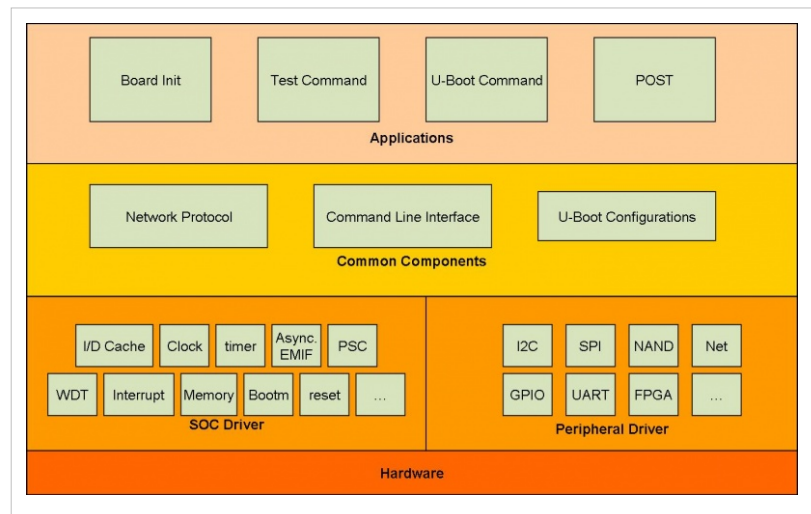 Board Init
Test Command
U-Boot Command
POST
Applications
Network Protocol
Command Line Interface
U-Boot Configurations
Common Components
I/D Cache
Clock
timer
Async.
EMIF
PSC
WDT
Interrupt
Memory
Bootm
reset
...
SOC Driver
I2C
SPI
NAND
Net
GPIO
UART
FPGA
...
Peripheral Driver
Hardware